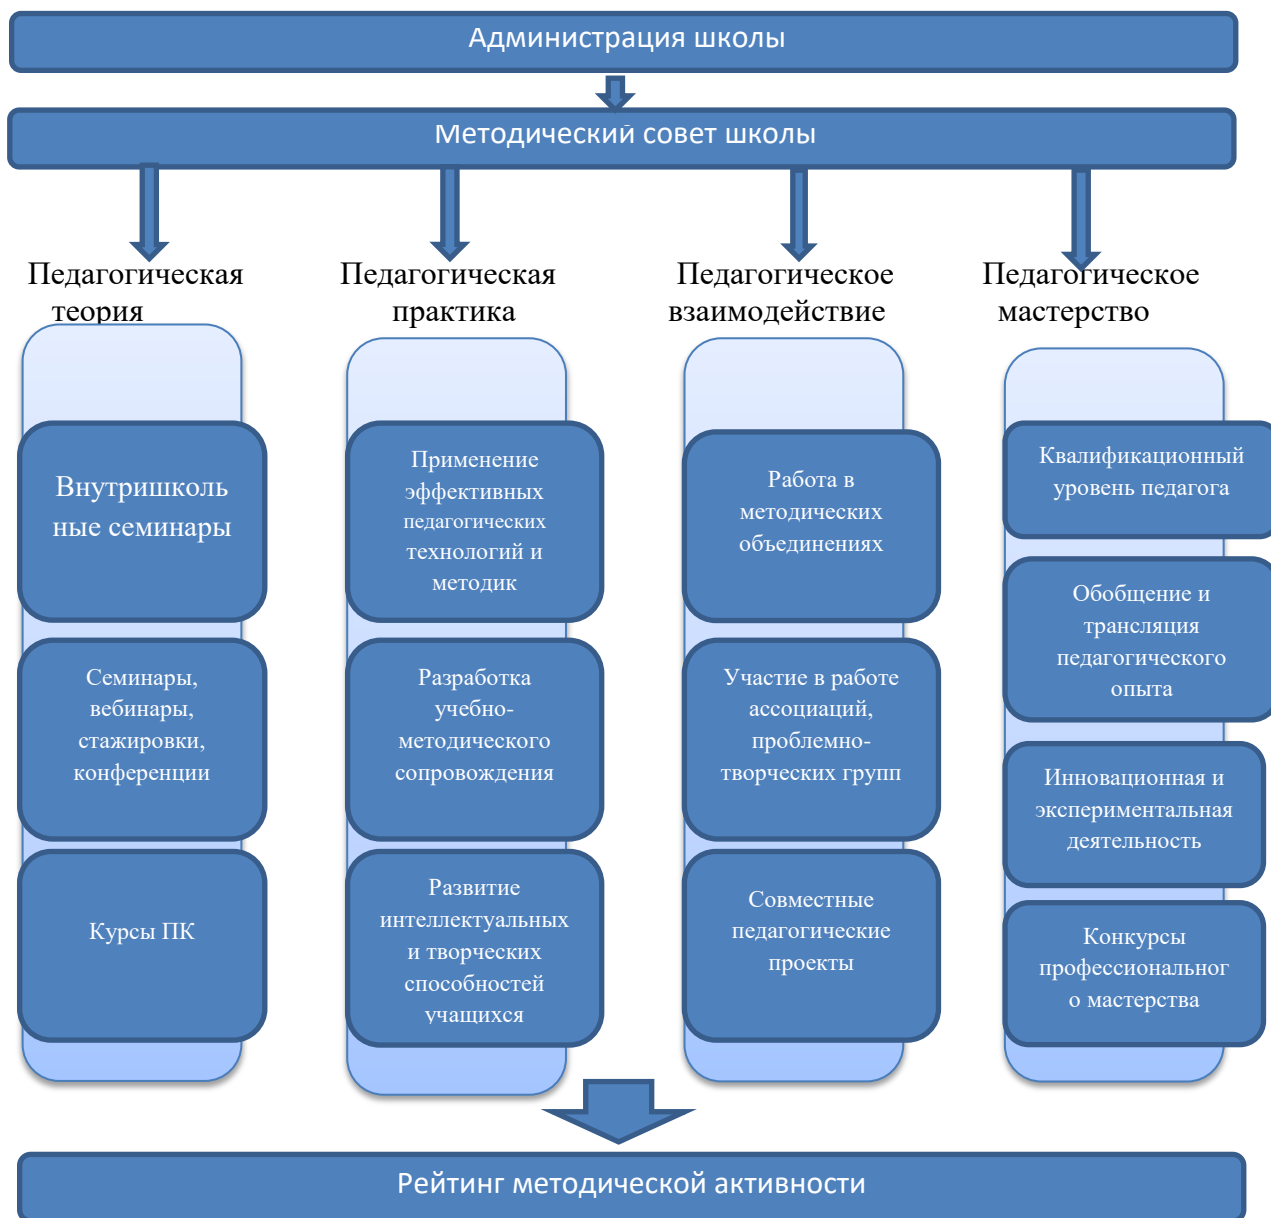 Администрация школы
Методический совет школы
Педагогическая
теория
Педагогическая
практика
Педагогическое
взаимодействие
Педагогическое
мастерство
Внутришколь
ные семинары
Семинары,
вебинары,
стажировки,
конференции
Курсы ПК
Применение
эффективных
педагогических
технологий и
методик
Разработка
учебно-
методического
сопровождения
Развитие
интеллектуальных
и творческих
способностей
учащихся
Работа в
методических
объединениях
Участие в работе
ассоциаций,
проблемно-
творческих групп
Совместные
педагогические
проекты
Квалификационный
уровень педагога
Обобщение и
трансляция
педагогического
опыта
Инновационная и
экспериментальная
деятельность
Конкурсы
профессиональног
о мастерства
Рейтинг методической активности